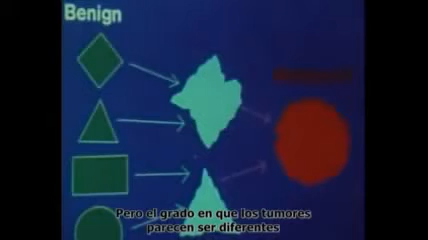 Benign
Pero el grado en que los tumores
parecen ser diferentes